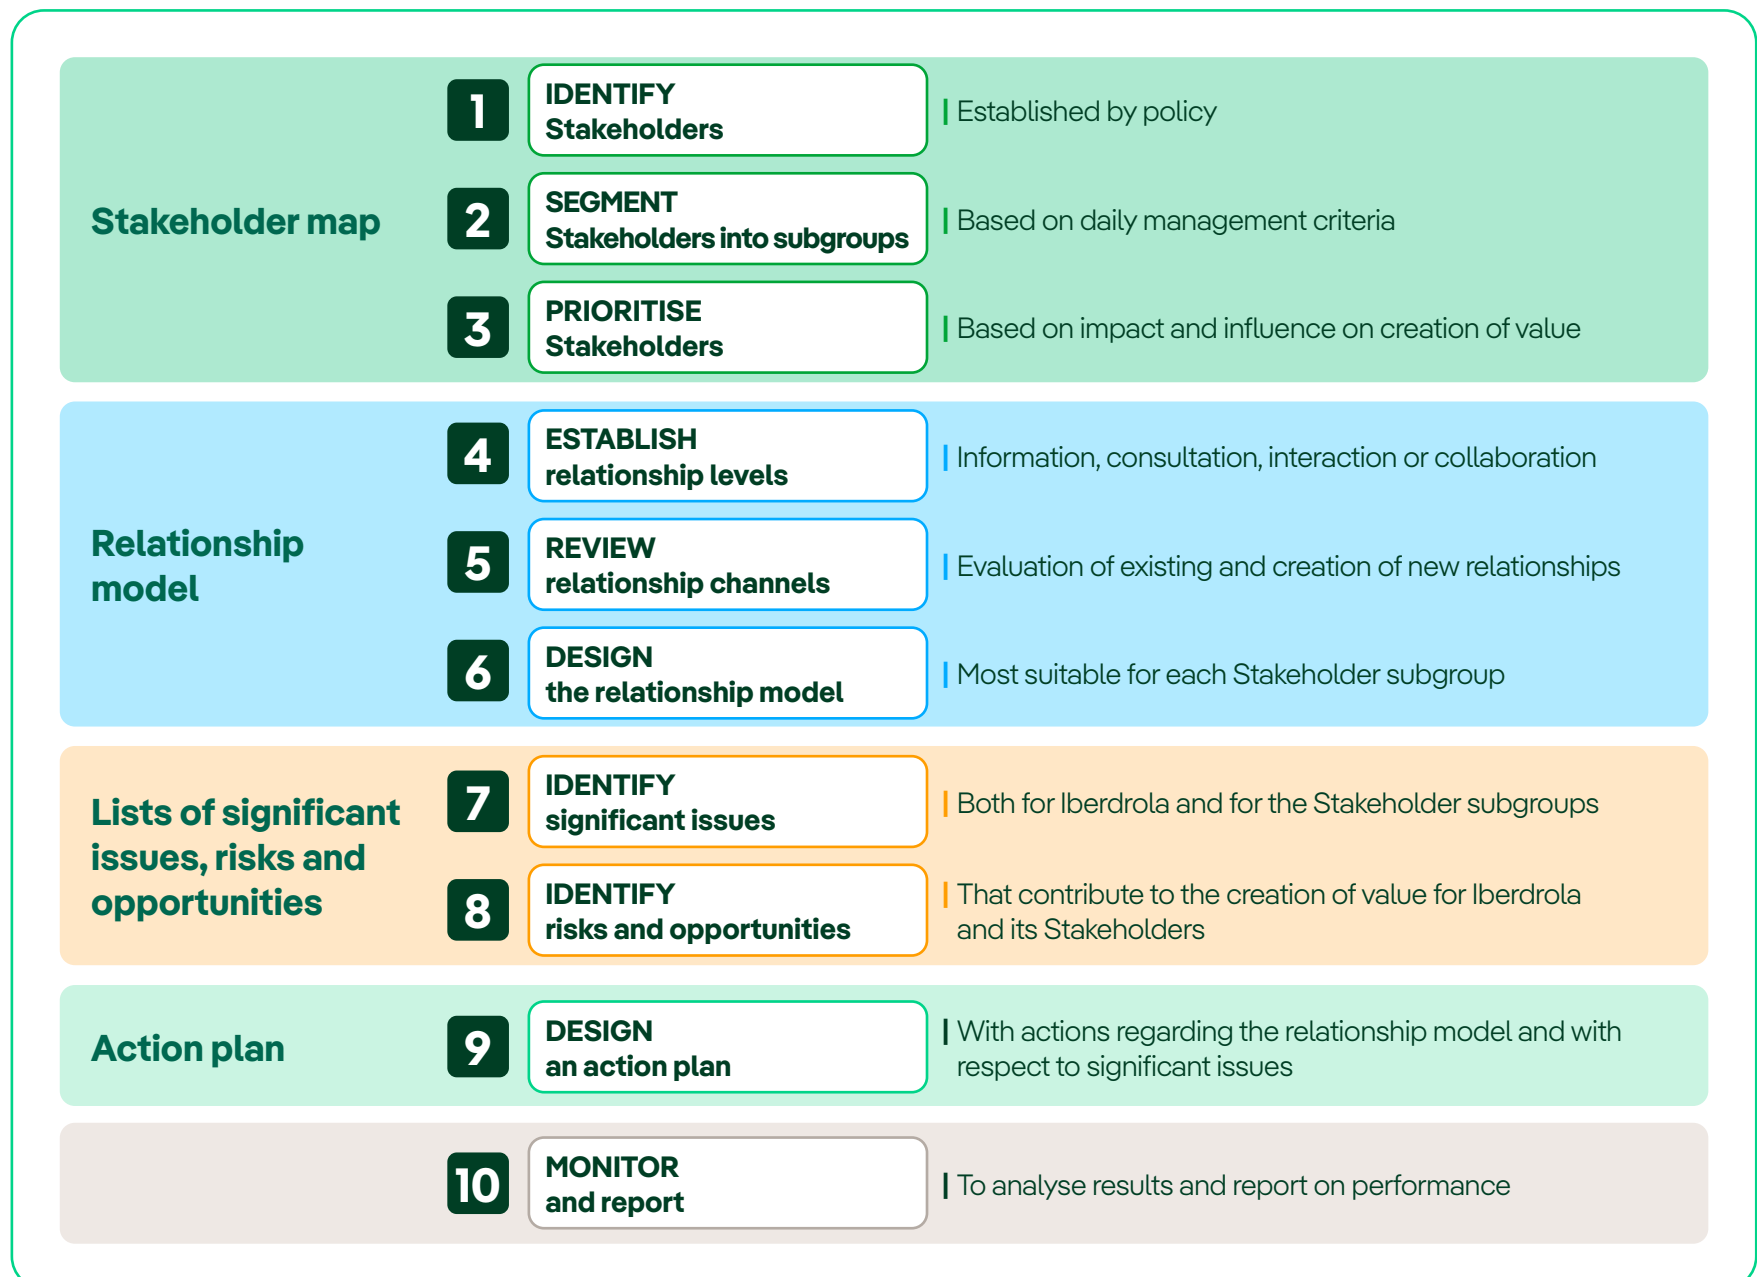 Stakeholder map
1
IDENTIFY
Stakeholders
Established by policy
2
SEGMENT
Stakeholders into subgroups
Based on daily management criteria
3
PRIORITISE
Stakeholders
Based on impact and influence on creation of value
Relationship
model
4
ESTABLISH
relationship levels
Information, consultation, interaction or collaboration
5
REVIEW
relationship channels
Evaluation of existing and creation of new relationships
6
DESIGN
the relationship model
Most suitable for each Stakeholder subgroup
Lists of significant
issues, risks and
opportunities
7
IDENTIFY
significant issues
Both for Iberdrola and for the Stakeholder subgroups
8
IDENTIFY
risks and opportunities
That contribute to the creation of value for Iberdrola
and its Stakeholders
Action plan
9
DESIGN
an action plan
With actions regarding the relationship model and with
respect to significant issues
10
MONITOR
and report
To analyse results and report on performance